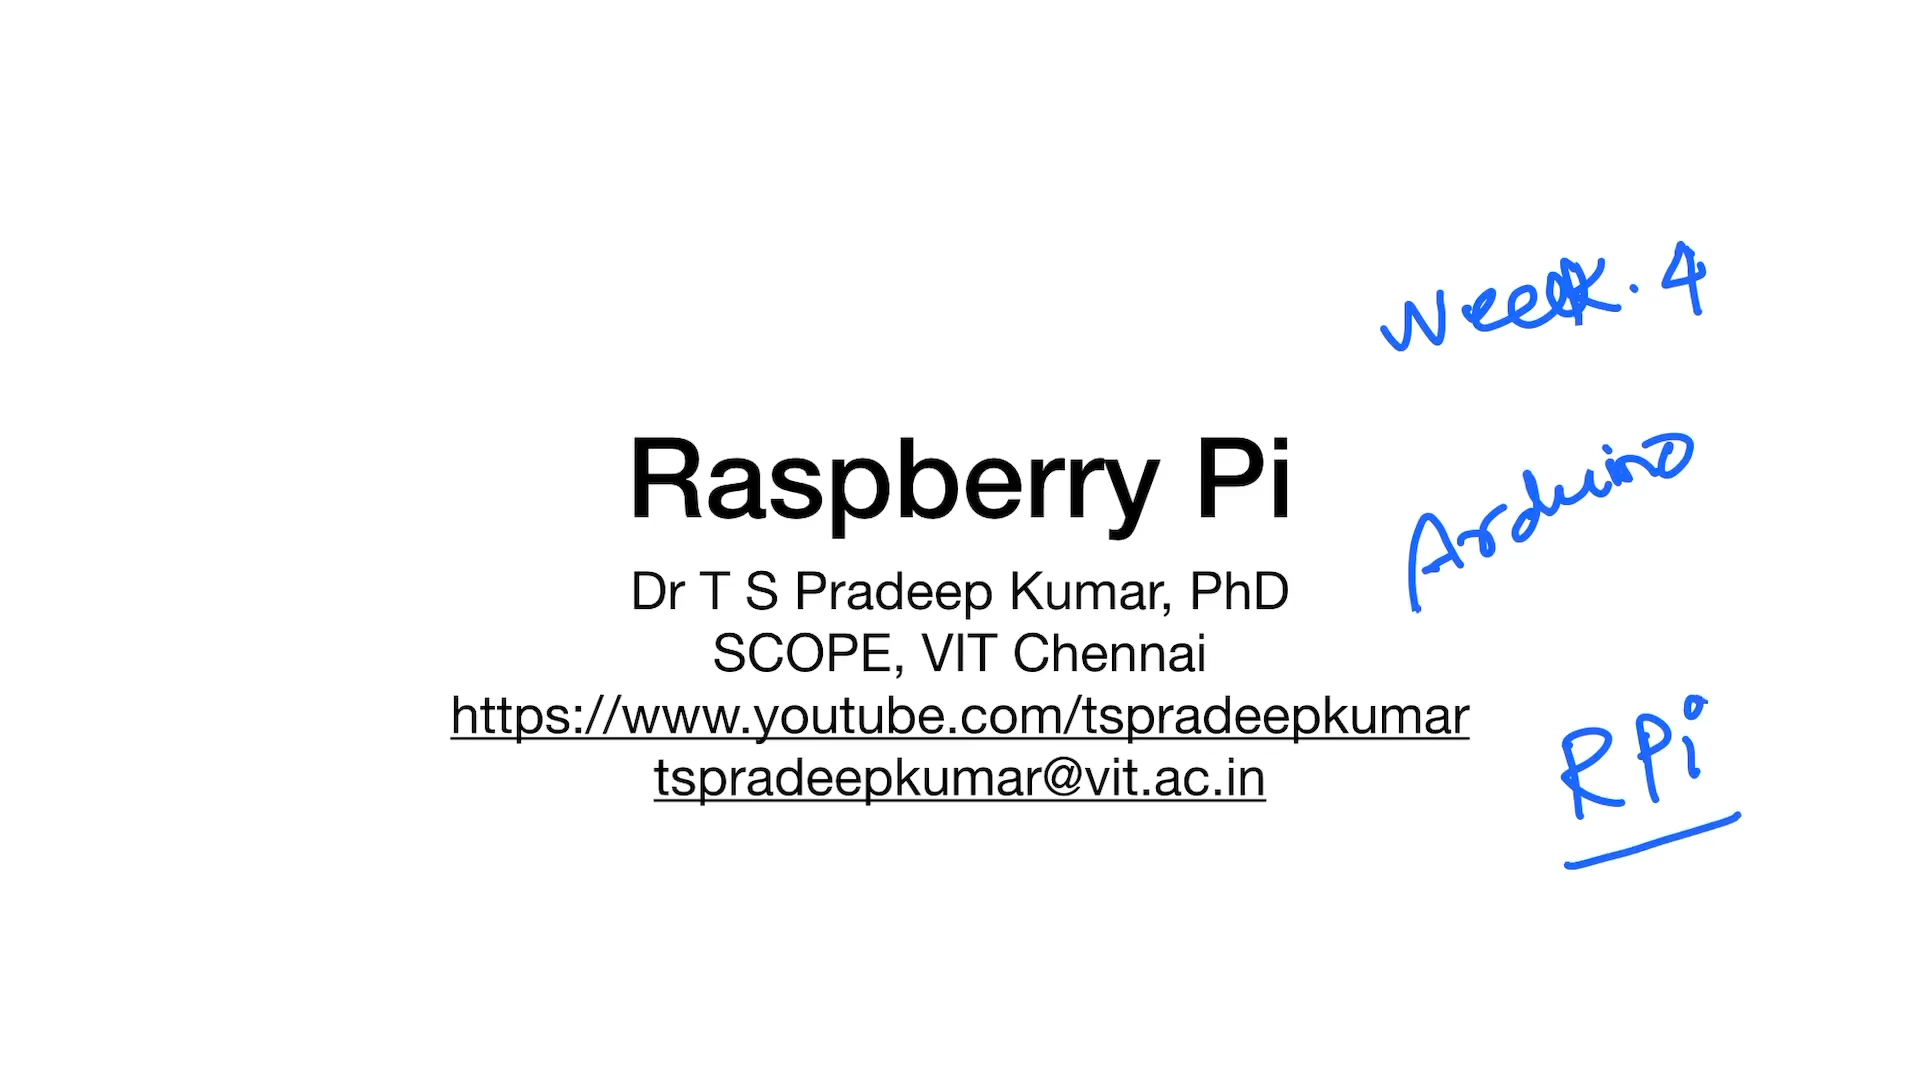 Week. 4
Raspberry Pi
Arduino
Dr T S Pradeep Kumar, PhD
SCOPE, VIT Chennai
https://www.youtube.com/tspradeepkumar
RPi
tspradeepkumar@vit.ac.in